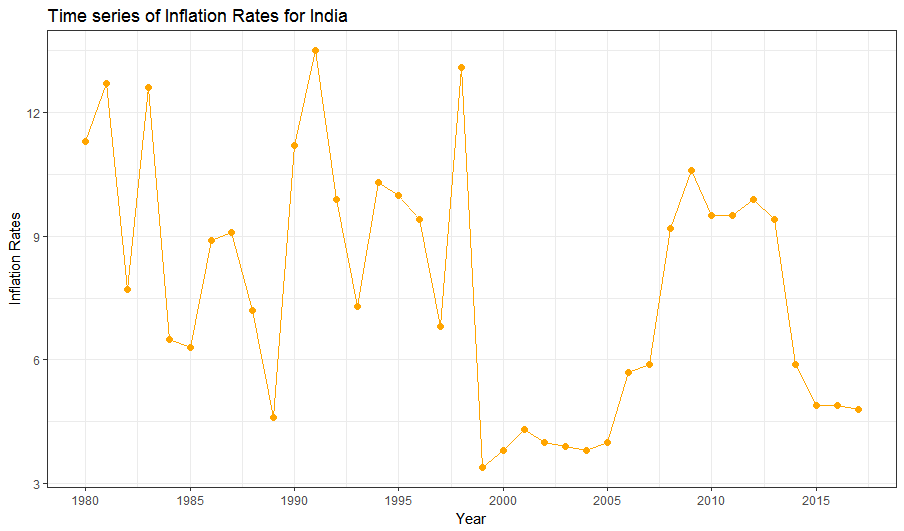 Time series of Inflation Rates for India
Inflation Rates
12
9
6
3
1980 1985 1990 1995 2000 2005 2010 2015
Year